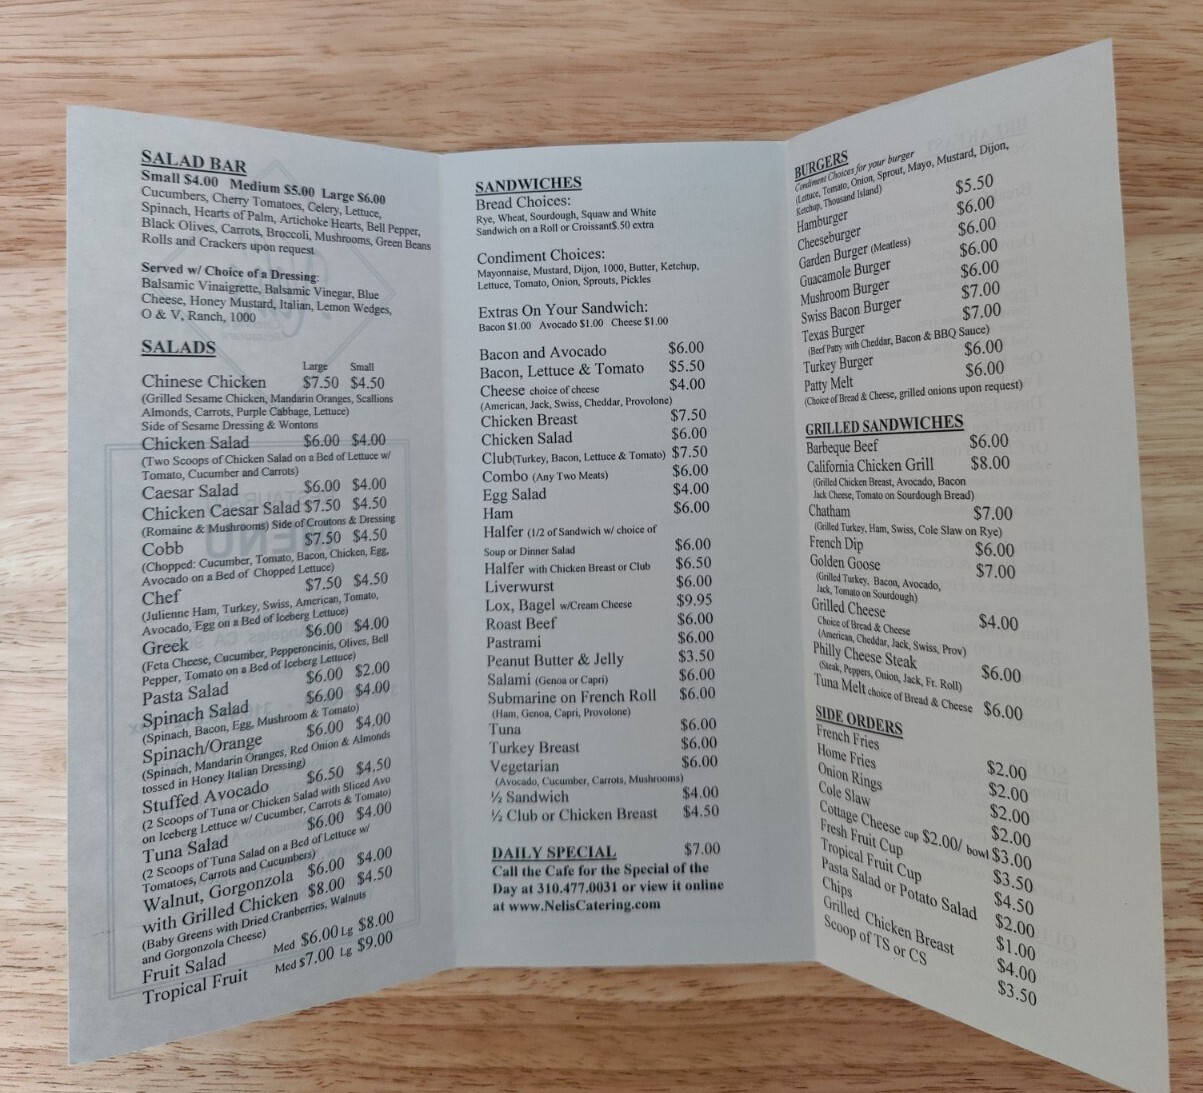 SALAD BAR
Small $4.00 Medium $5.00 Large $6.00
Cucumbers, Cherry Tomatoes, Celery, Lettuce,
Spinach, Hearts of Palm, Artichoke Hearts, Bell Pepper,
Black Olives, Carrots, Broccoli, Mushrooms, Green Beans
Rolls and Crackers upon request
Served w/ Choice of a Dressing:
Balsamic Vinaigrette, Balsamic Vinegar, Blue
Cheese, Honey Mustard, Italian, Lemon Wedges,
O & V, Ranch, 1000
SALADS
Large Small
Chinese Chicken $7.50 $4.50
(Grilled Sesame Chicken, Mandarin Oranges, Scallions
Almonds, Carrots, Purple Cabbage, Lettuce)
Side of Sesame Dressing & Wontons
Chicken Salad $6.00 $4.00
(Two Scoops of Chicken Salad on a Bed of Lettuce w/
Tomato, Cucumber and Carrots)
Caesar Salad $6.00 $4.00
Chicken Caesar Salad $7.50 $4.50
(Romaine & Mushrooms) Side of Croutons & Dressing
Cobb $7.50 $4.50
(Chopped: Cucumber, Tomato, Bacon, Chicken, Egg,
Avocado on a Bed of Chopped Lettuce)
Chef $7.50 $4.50
(Julienne Ham, Turkey, Swiss, American, Tomato,
Avocado, Egg on a Bed of Iceberg Lettuce)
Greek $6.00 $4.00
(Feta Cheese, Cucumber, Pepperoncinis, Olives, Bell
Pepper, Tomato on a Bed of Iceberg Lettuce)
Pasta Salad $6.00 $2.00
Spinach Salad $6.00 $4.00
(Spinach, Bacon, Egg, Mushroom & Tomato)
Spinach/Orange $6.00 $4.00
(Spinach, Mandarin Oranges, Red Onion & Almonds
tossed in Honey Italian Dressing)
Stuffed Avocado $6.50 $4.50
(2 Scoops of Tuna or Chicken Salad with Sliced Avo
on Iceberg Lettuce w/ Cucumber, Carrots & Tomato)
Tuna Salad $6.00 $4.00
(2 Scoops of Tuna Salad on a Bed of Lettuce w/
Tomatoes, Carrots and Cucumbers)
Walnut, Gorgonzola $6.00 $4.00
with Grilled Chicken $8.00 $4.50
(Baby Greens with Dried Cranberries, Walnuts
and Gorgonzola Cheese)
Fruit Salad Med $6.00 Lg $8.00
Tropical Fruit Med $7.00 Lg $9.00
SANDWICHES
Bread Choices:
Rye, Wheat, Sourdough, Squaw and White
Sandwich on a Roll or Croissant$.50 extra
Condiment Choices:
Mayonnaise, Mustard, Dijon, 1000, Butter, Ketchup,
Lettuce, Tomato, Onion, Sprouts, Pickles
Extras On Your Sandwich:
Bacon $1.00 Avocado $1.00 Cheese $1.00
Bacon and Avocado $6.00
Bacon, Lettuce & Tomato $5.50
Cheese choice of cheese $4.00
(American, Jack, Swiss, Cheddar, Provolone)
Chicken Breast $7.50
Chicken Salad $6.00
Club(Turkey, Bacon, Lettuce & Tomato) $7.50
Combo (Any Two Meats) $6.00
Egg Salad $4.00
Ham $6.00
Halfer (1/2 of Sandwich w/ choice of
Soup or Dinner Salad $6.00
Halfer with Chicken Breast or Club $6.50
Liverwurst $6.00
Lox, Bagel w/Cream Cheese $9.95
Roast Beef $6.00
Pastrami $6.00
Peanut Butter & Jelly $3.50
Salami (Genoa or Capri) $6.00
Submarine on French Roll $6.00
(Ham, Genoa, Capri, Provolone)
Tuna $6.00
Turkey Breast $6.00
Vegetarian $6.00
(Avocado, Cucumber, Carrots, Mushrooms)
½ Sandwich $4.00
½ Club or Chicken Breast $4.50
DAILY SPECIAL $7.00
Call the Cafe for the Special of the
Day at 310.477.0031 or view it online
at www.NelisCatering.com
BURGERS
Condiment Choices for your burger
(Lettuce, Tomato, Onion, Sprout, Mayo, Mustard, Dijon,
Ketchup, Thousand Island)
Hamburger $5.50
Cheeseburger $6.00
Garden Burger (Meatless) $6.00
Guacamole Burger $6.00
Mushroom Burger $6.00
Swiss Bacon Burger $7.00
Texas Burger $7.00
(Beef Patty with Cheddar, Bacon & BBQ Sauce)
Turkey Burger $6.00
Patty Melt $6.00
(Choice of Bread & Cheese, grilled onions upon request)
GRILLED SANDWICHES
Barbeque Beef $6.00
California Chicken Grill $8.00
(Grilled Chicken Breast, Avocado, Bacon
Jack Cheese, Tomato on Sourdough Bread)
Chatham $7.00
(Grilled Turkey, Ham, Swiss, Cole Slaw on Rye)
French Dip $6.00
Golden Goose $7.00
(Grilled Turkey, Bacon, Avocado,
Jack, Tomato on Sourdough)
Grilled Cheese $4.00
Choice of Bread & Cheese
(American, Cheddar, Jack, Swiss, Prov)
Philly Cheese Steak $6.00
(Steak, Peppers, Onion, Jack, Fr. Roll)
Tuna Melt choice of Bread & Cheese $6.00
SIDE ORDERS
French Fries $2.00
Home Fries $2.00
Onion Rings $2.00
Cole Slaw $2.00
Cottage Cheese cup $2.00/ bowl $3.00
Fresh Fruit Cup $3.50
Tropical Fruit Cup $4.50
Pasta Salad or Potato Salad $2.00
Chips $1.00
Grilled Chicken Breast $4.00
Scoop of TS or CS $3.50